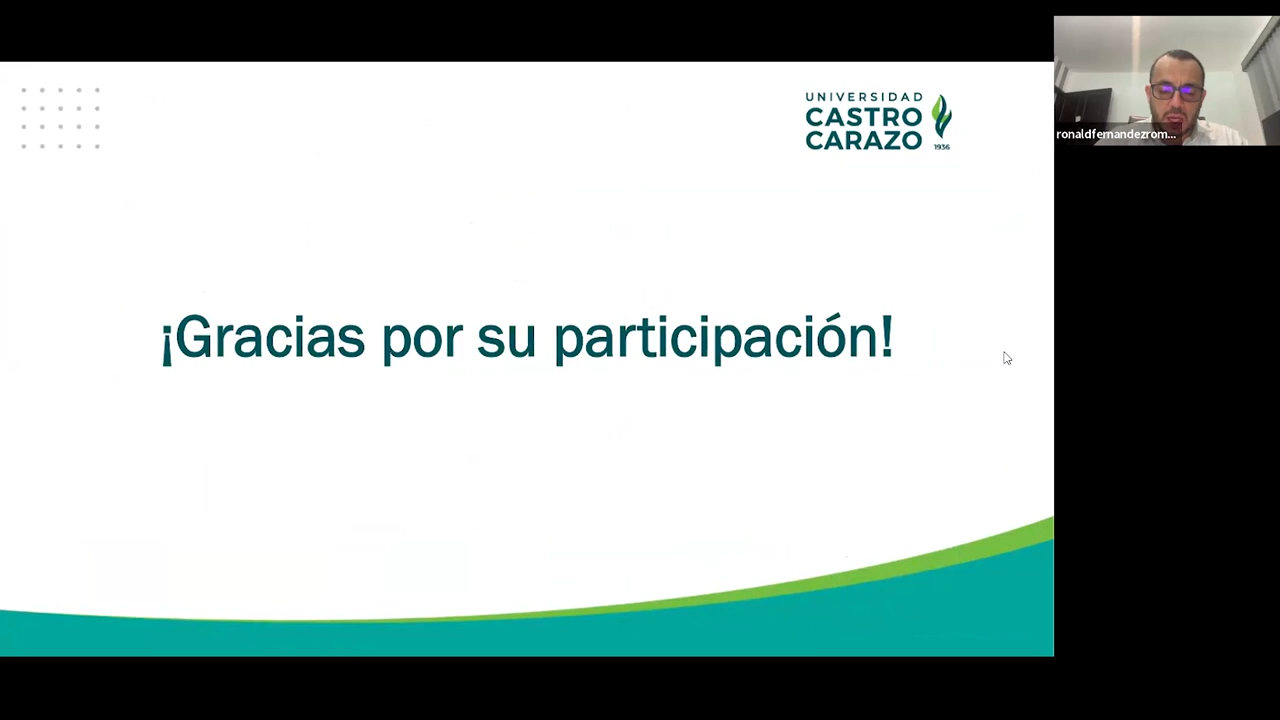 UNIVERSIDAD
CASTRO
CARAZO
1936
ronaldfernandezrom...
¡Gracias por su participación!